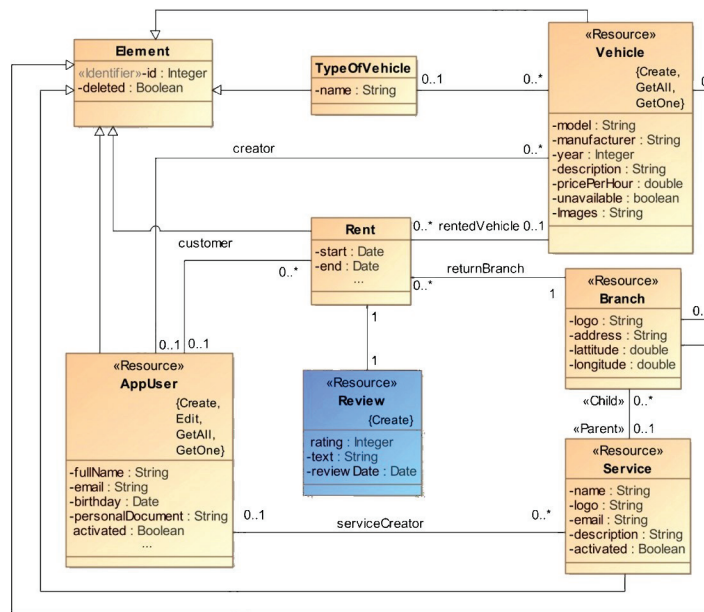 Element
«Identifier»-id : Integer
-deleted : Boolean
TypeOfVehicle
-name : String
0..1
0..*
«Resource»
Vehicle
{Create,
GetAll,
GetOne}
-model : String
-manufacturer : String
-year : Integer
-description : String
-pricePerHour : double
-unavailable : boolean
-Images : String
creator
0..*
Rent
-start : Date
-end : Date
...
0..* rentedVehicle 0..1
customer
0..*
returnBranch
0..*
1
«Resource»
Branch
-logo : String
-address : String
-lattitude : double
-longitude : double
0..1
0..1
1
1
«Resource»
AppUser
{Create,
Edit,
GetAll,
GetOne}
-fullName : String
-email : String
-birthday : Date
-personalDocument : String
activated : Boolean
...
«Resource»
Review
{Create}
rating : Integer
-text : String
-review Date : Date
«Child» 0..*
«Parent» 0..1
«Resource»
Service
-name : String
-logo : String
-email : String
-description : String
-activated : Boolean
0..1
serviceCreator
0..*